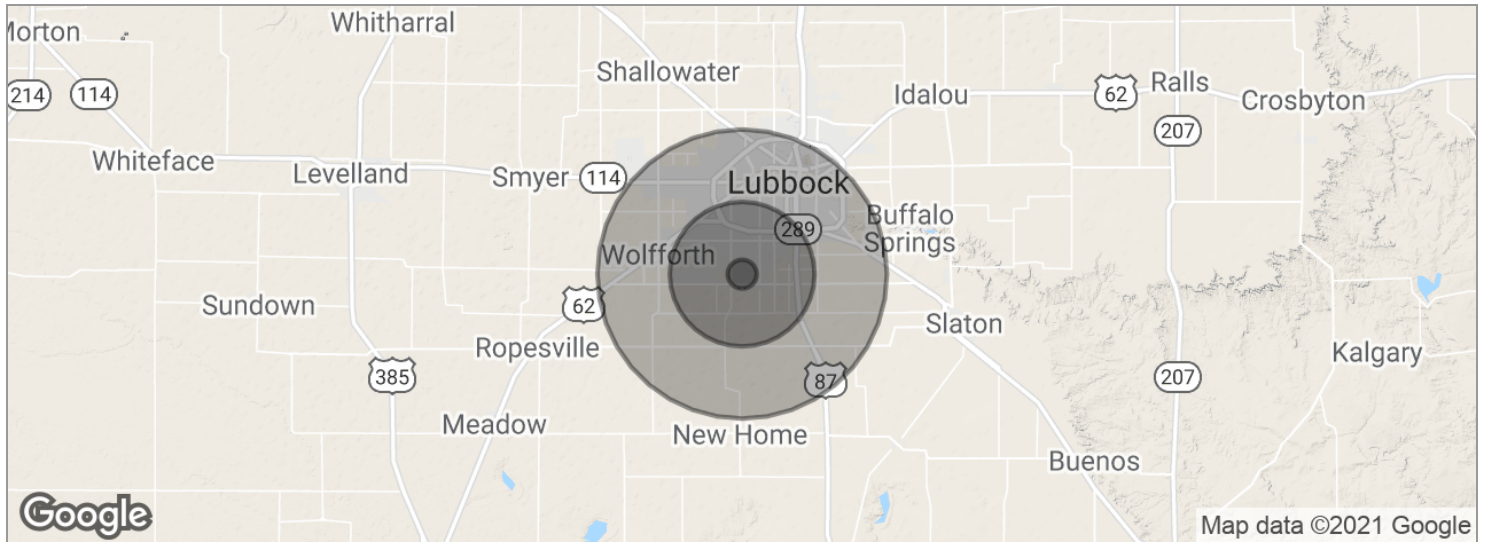 Morton
Whitharral
Shallowater
214
114
Idalou
62
Ralls
Crosbyton
207
Whiteface
Levelland
Smyer
114
Lubbock
289
Buffalo
Springs
Wolfforth
Sundown
62
Slaton
Ropesville
385
87
207
Kalgary
Meadow
New Home
Buenos
Google
Map data ©2021 Google